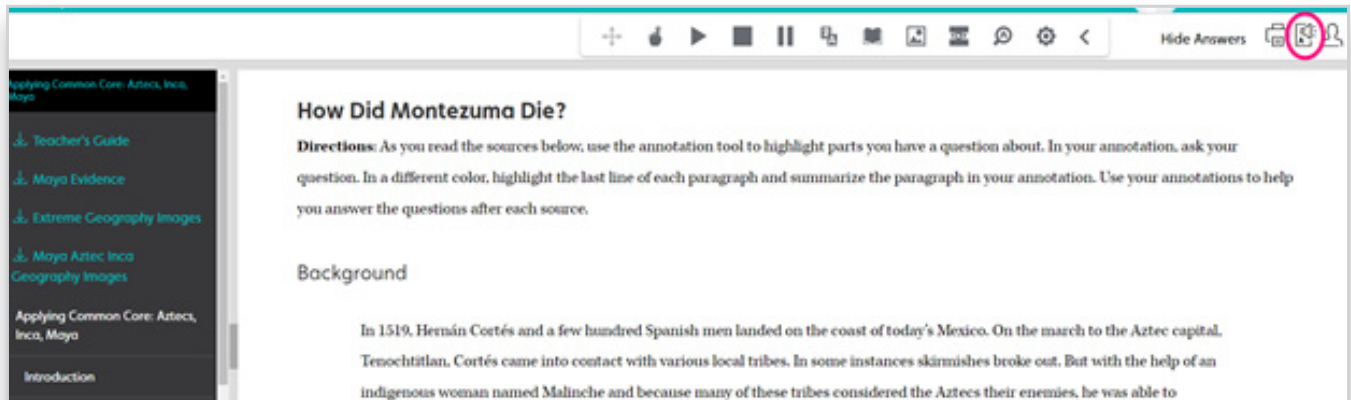 Hide Answers
Applying Common Core: Aztecs, Inca,
Maya
Teacher's Guide
Maya Evidence
Extreme Geography Images
Maya Aztec Inca
Geography Images
Applying Common Core: Aztecs,
Inca, Maya
Introduction
How Did Montezuma Die?
Directions: As you read the sources below, use the annotation tool to highlight parts you have a question about. In your annotation, ask your
question. In a different color, highlight the last line of each paragraph and summarize the paragraph in your annotation. Use your annotations to help
you answer the questions after each source.
Background
In 1519, Hernán Cortés and a few hundred Spanish men landed on the coast of today's Mexico. On the march to the Aztec capital,
Tenochtitlan, Cortés came into contact with various local tribes. In some instances skirmishes broke out. But with the help of an
indigenous woman named Malinche and because many of these tribes considered the Aztecs their enemies, he was able to